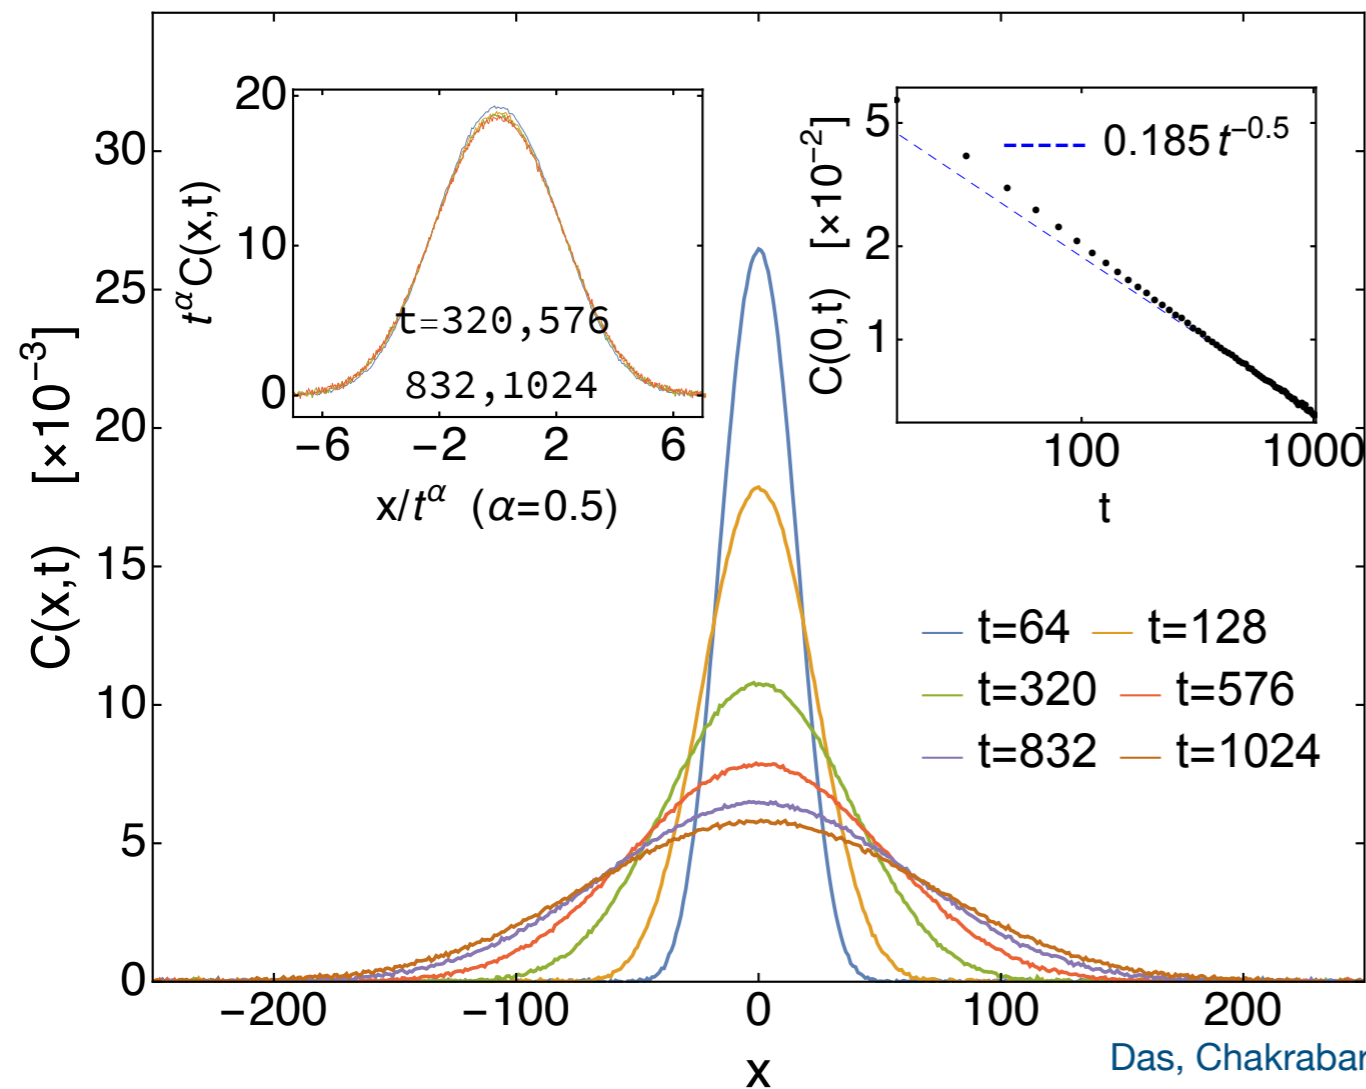 C(x,t) [×10⁻³]
30
25
20
15
10
5
0
−200 −100 0 100 200
x
tᵅC(x,t)
20
10
0
t=320,576
832,1024
−6 −2 2 6
x/tᵅ (α=0.5)
C(0,t) [×10⁻²]
5
2
1
0.185 t⁻⁰·⁵
100 1000
t
t=64 t=128
t=320 t=576
t=832 t=1024
Das, Chakrabar